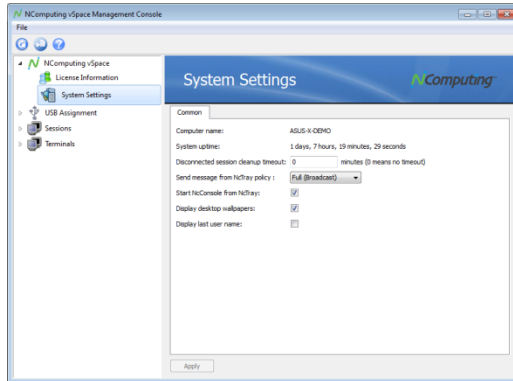 NComputing vSpace Management Console
File
NComputing vSpace
License Information
System Settings
USB Assignment
Sessions
Terminals
System Settings
NComputing
Common
Computer name: ASUS-X-DEMO
System uptime: 1 days, 7 hours, 19 minutes, 29 seconds
Disconnected session cleanup timeout: 0 minutes (0 means no timeout)
Send message from NcTray policy : Full (Broadcast)
Start NcConsole from NcTray:
Display desktop wallpapers:
Display last user name:
Apply